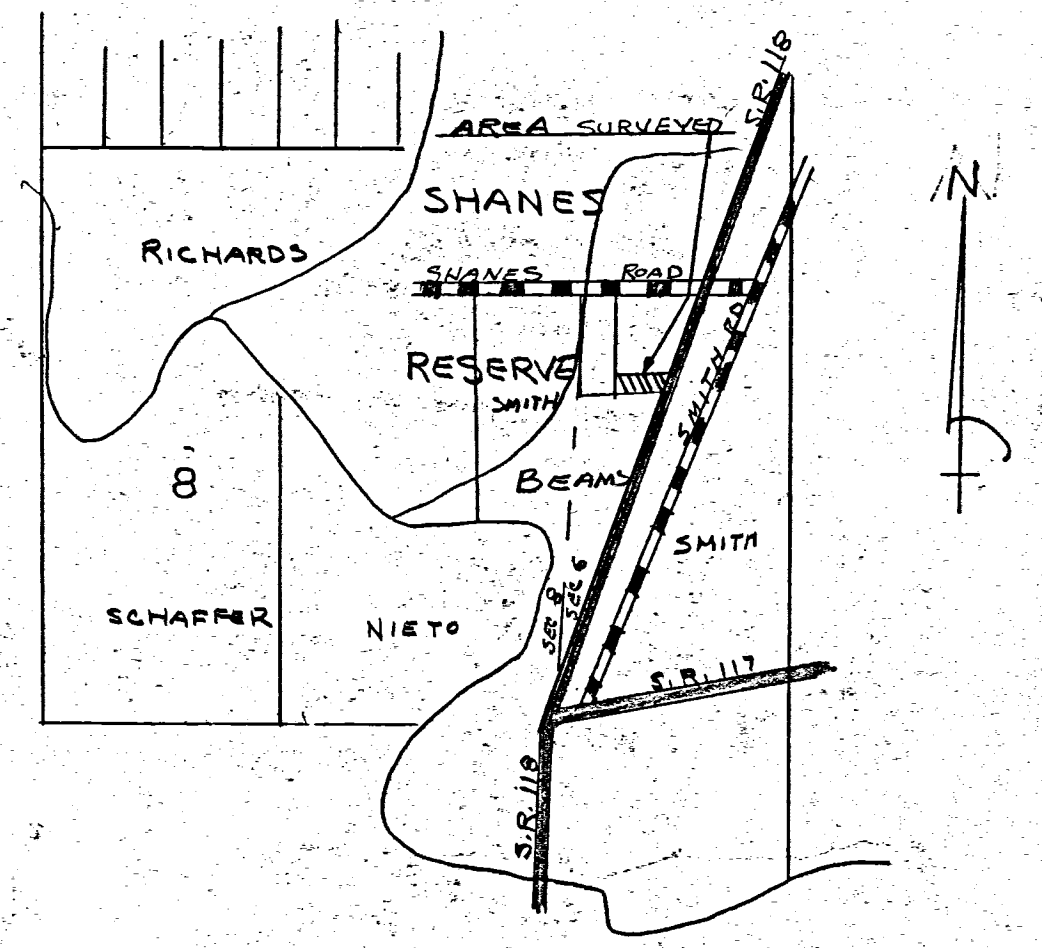 S.R. 118
AREA SURVEYED
N
SHANES
RICHARDS
SHANES ROAD
SMITH RD
RESERVE
SMITH
8
BEAMS
SMITH
SEC 8
SEC 6
SCHAFFER
NIETO
S.R. 117
S.R. 118